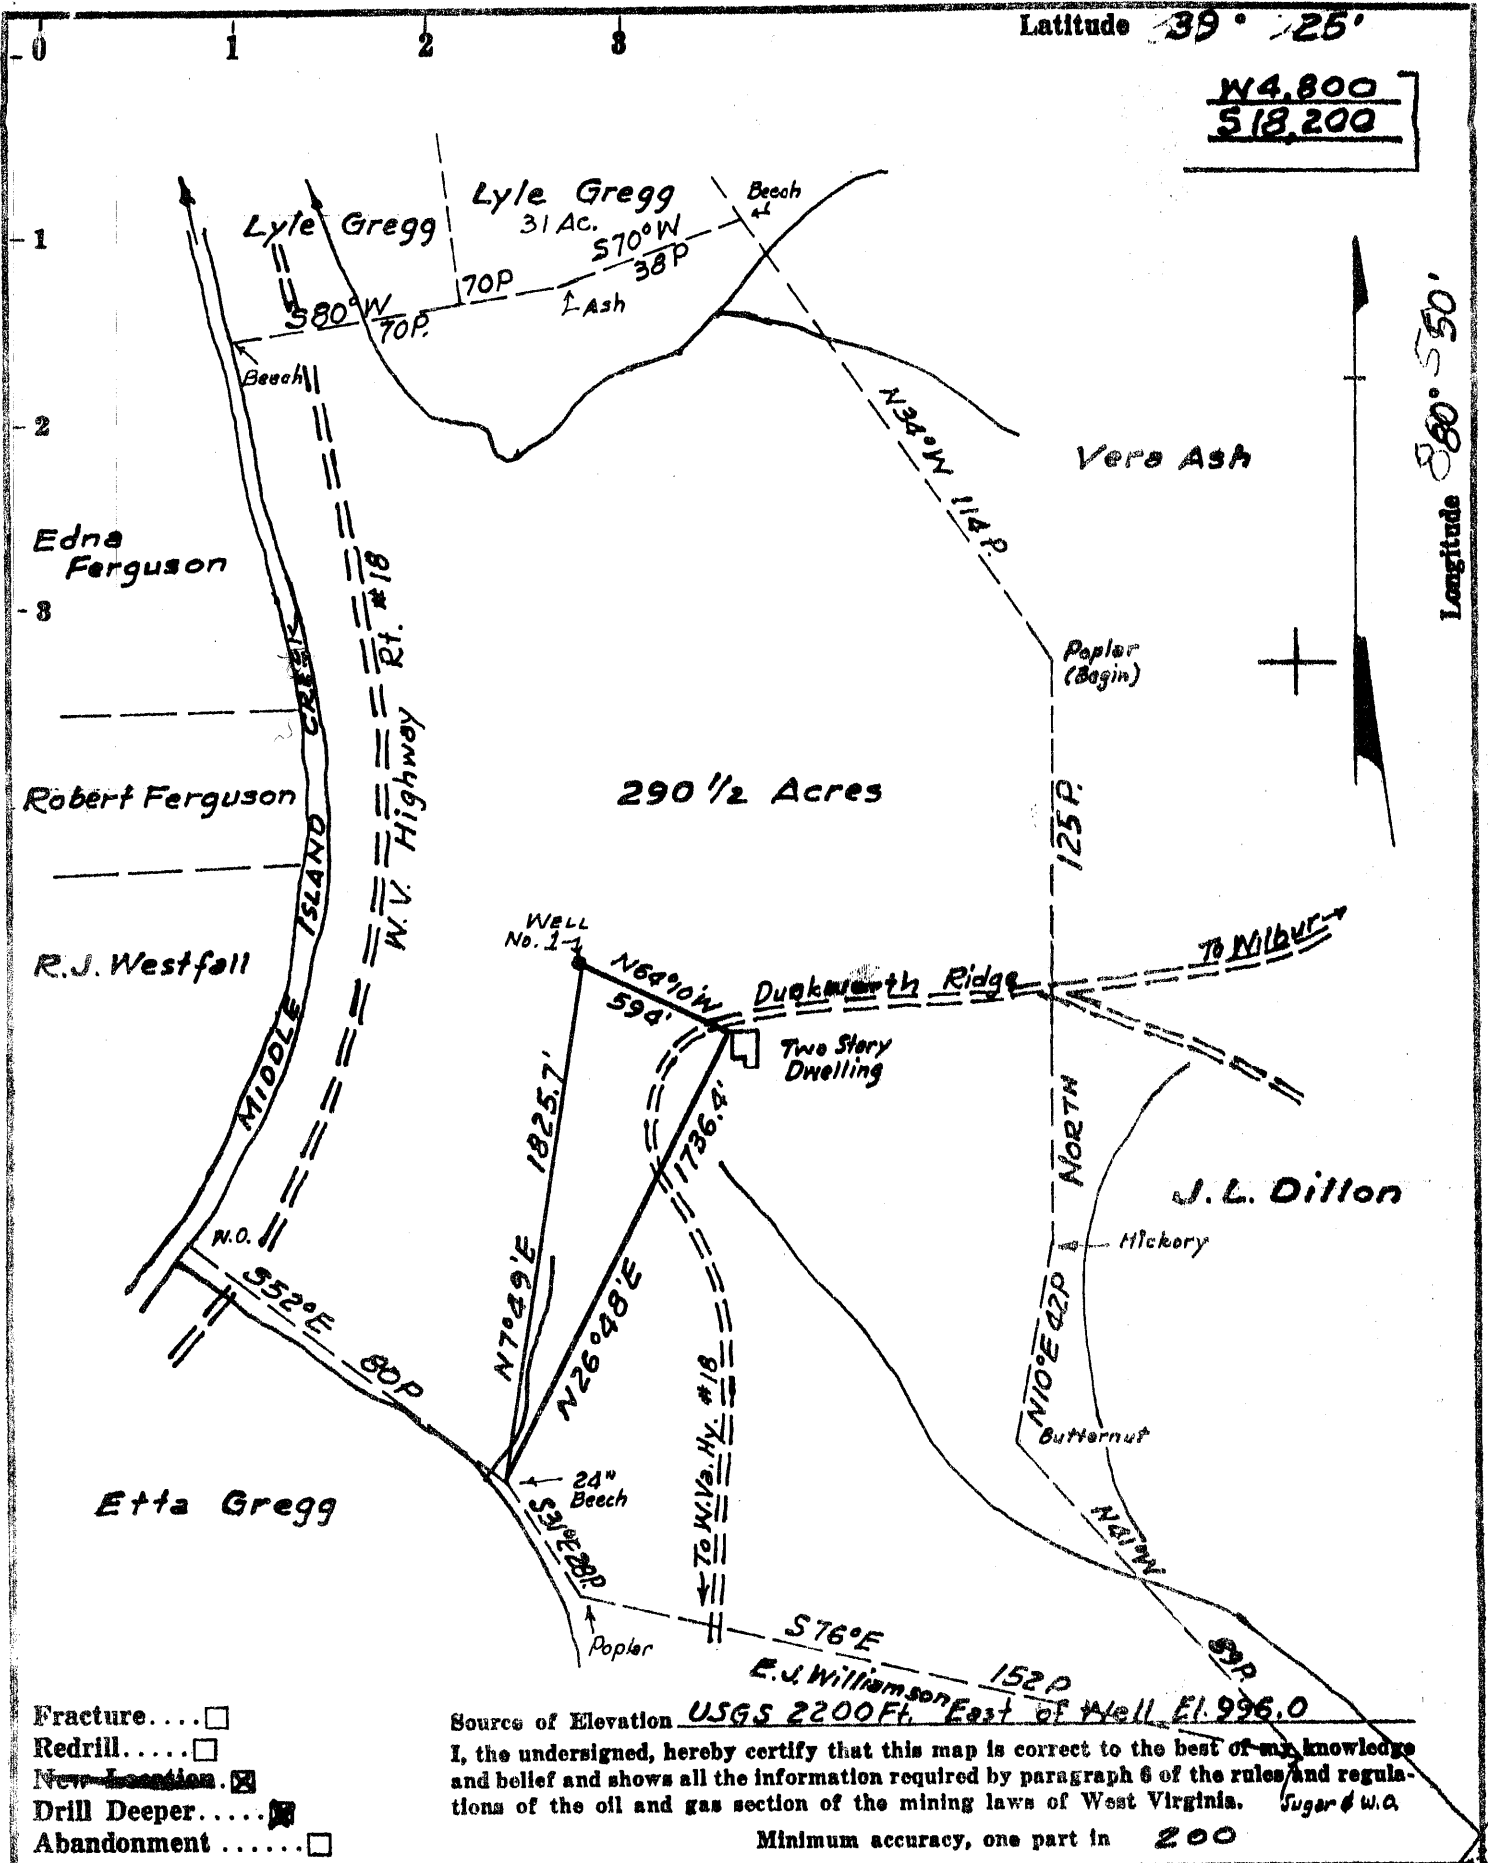 0 1 2 3
Latitude 39° 25'
W4,800
S18,200
Lyle Gregg
Lyle Gregg
31 Ac.
Beech
S70°W
38P
70P
Ash
S80°W
70P.
Beech
1
2
3
Longitude 80° 50'
N34°W 114P.
Vera Ash
Edna
Ferguson
W.V. Highway Rt. #18
MIDDLE ISLAND CREEK
Poplar
(Begin)
Robert Ferguson
290 1/2 Acres
125P.
R.J. Westfall
WELL
No. 1
N64°10'W
594'
Duckworth Ridge
To Wilbur
Two Story
Dwelling
1825.7'
N7°49'E
1736.4'
N26°48'E
NORTH
J.L. Dillon
W.O.
Hickory
S52°E
80P
N10°E 42P
Butternut
To W.Va. Hy. #18
24"
Beech
Etta Gregg
S31°E 28P.
N41°W
99P.
Poplar
S76°E
152P
E.J. Williamson
Fracture....
Redrill.....
New Location.
Drill Deeper.....
Abandonment ......
Source of Elevation USGS 2200 Ft. East of Well El. 996.0
I, the undersigned, hereby certify that this map is correct to the best of my knowledge
and belief and shows all the information required by paragraph 6 of the rules and regula-
tions of the oil and gas section of the mining laws of West Virginia.
Sugar & W.O.
Minimum accuracy, one part in 200